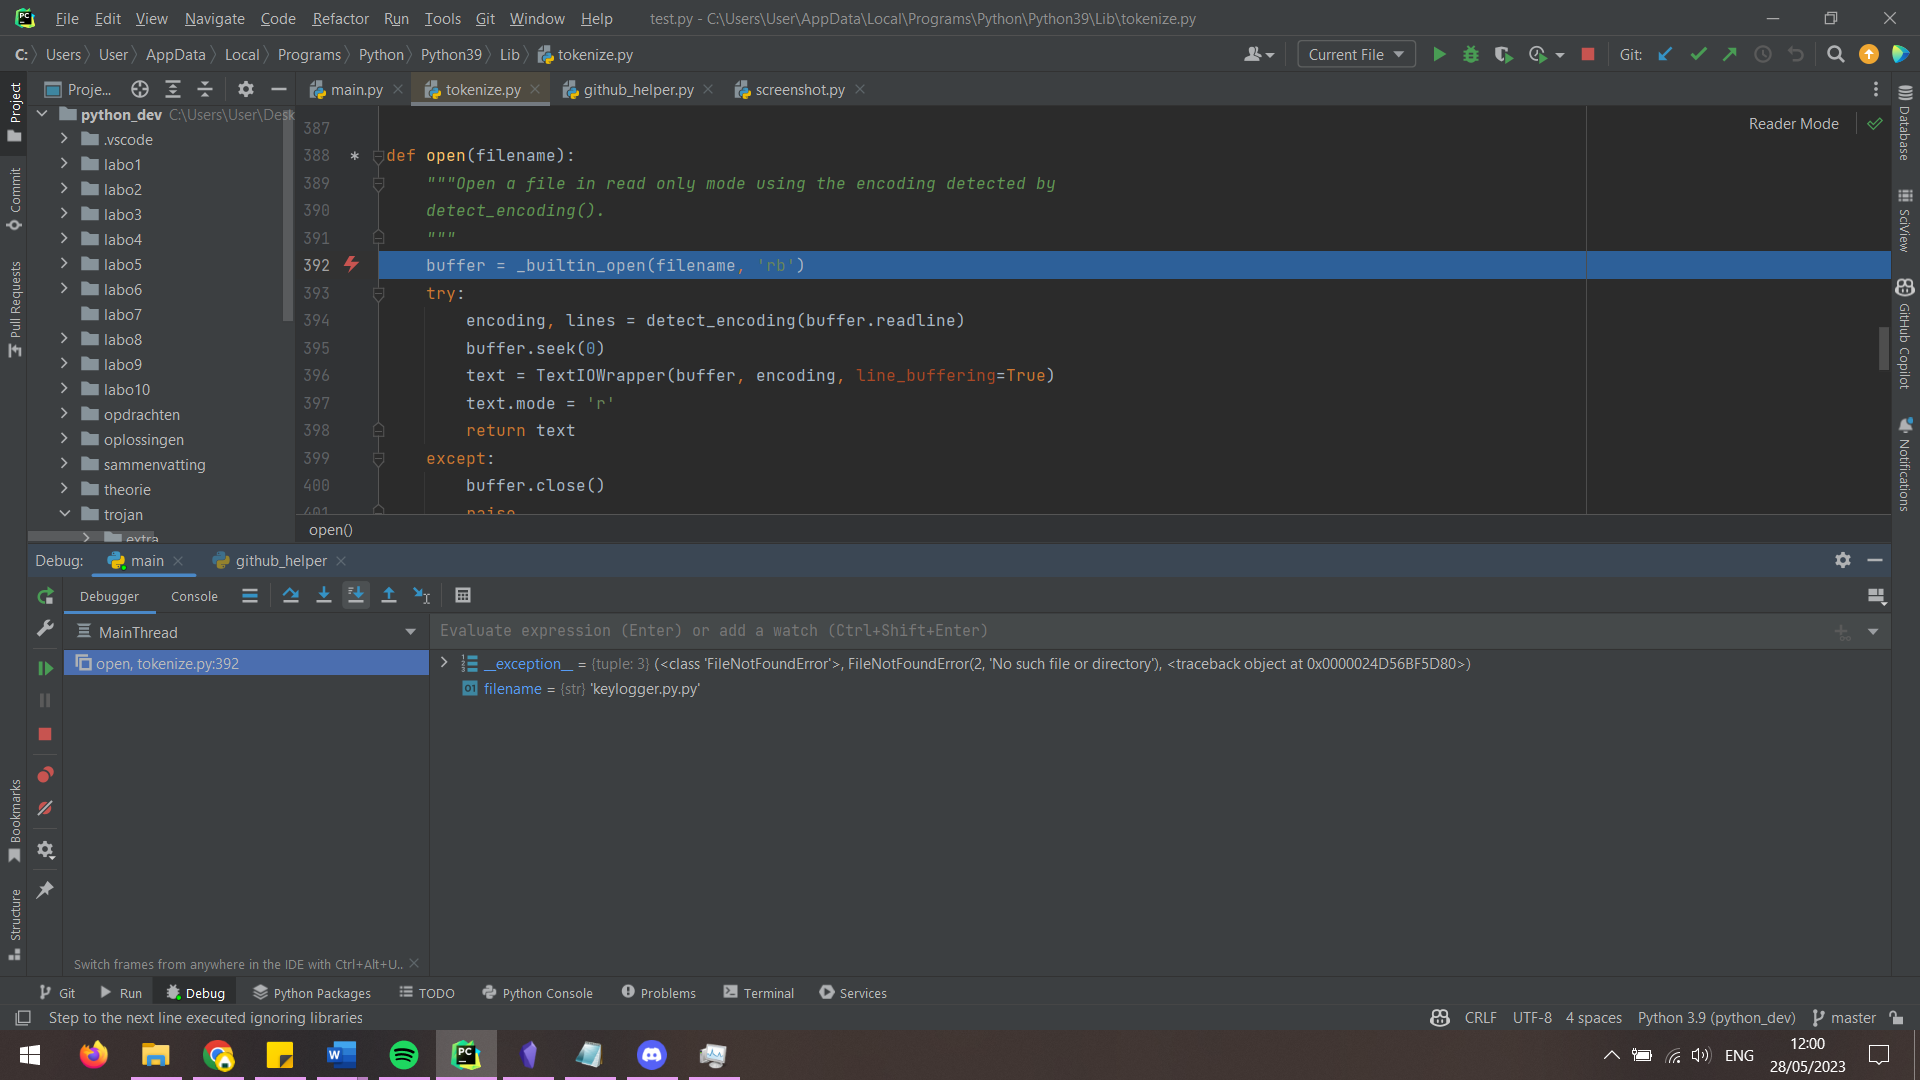 File Edit View Navigate Code Refactor Run Tools Git Window Help test.py - C:\Users\User\AppData\Local\Programs\Python\Python39\Lib\tokenize.py
C: Users User AppData Local Programs Python Python39 Lib tokenize.py Current File Git:
Proje... main.py tokenize.py github_helper.py screenshot.py
Project
Commit
Pull Requests
Bookmarks
Structure
python_dev C:\Users\User\Desk
.vscode
labo1
labo2
labo3
labo4
labo5
labo6
labo7
labo8
labo9
labo10
opdrachten
oplossingen
sammenvatting
theorie
trojan
extra
Reader Mode
387
388 * def open(filename):
389 """Open a file in read only mode using the encoding detected by
390 detect_encoding().
391 """
392 buffer = _builtin_open(filename, 'rb')
393 try:
394 encoding, lines = detect_encoding(buffer.readline)
395 buffer.seek(0)
396 text = TextIOWrapper(buffer, encoding, line_buffering=True)
397 text.mode = 'r'
398 return text
399 except:
400 buffer.close()
401 raise
open()
Database
SciView
GitHub Copilot
Notifications
Debug: main github_helper
Debugger Console
MainThread
Evaluate expression (Enter) or add a watch (Ctrl+Shift+Enter)
open, tokenize.py:392
__exception__ = {tuple: 3} (<class 'FileNotFoundError'>, FileNotFoundError(2, 'No such file or directory'), <traceback object at 0x0000024D56BF5D80>)
01 filename = {str} 'keylogger.py.py'
Switch frames from anywhere in the IDE with Ctrl+Alt+U..
Git Run Debug Python Packages TODO Python Console Problems Terminal Services
Step to the next line executed ignoring libraries CRLF UTF-8 4 spaces Python 3.9 (python_dev) master
ENG
12:00
28/05/2023